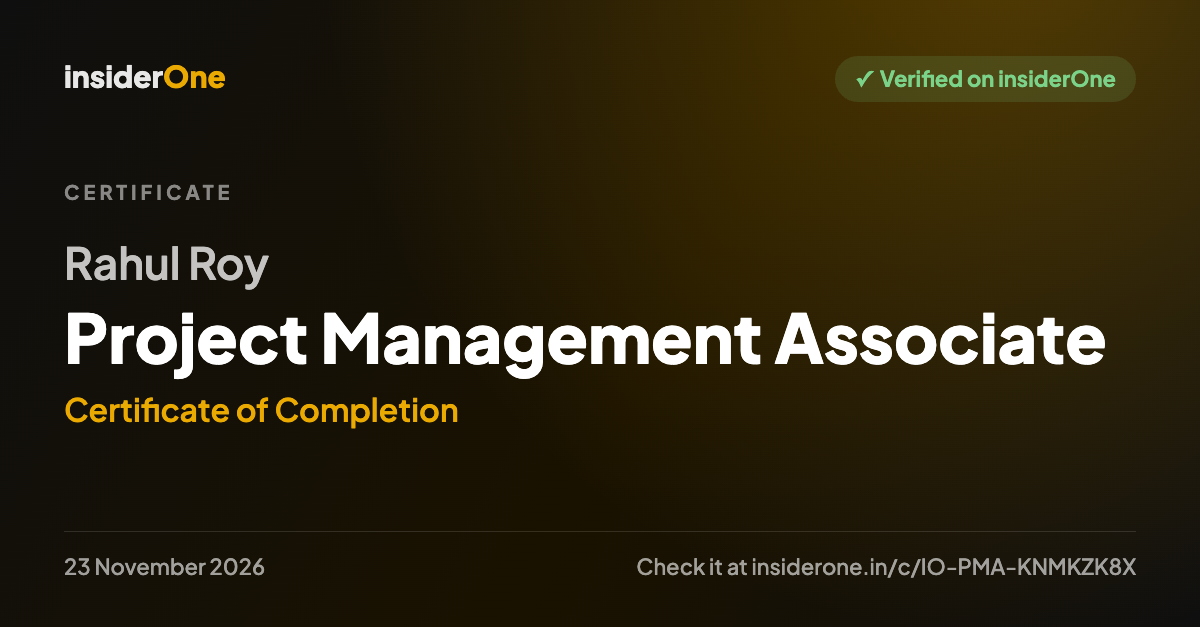 insiderOne
✓ Verified on insiderOne
CERTIFICATE
Rahul Roy
Project Management Associate
Certificate of Completion
23 November 2026
Check it at insiderone.in/c/IO-PMA-KNMKZK8X